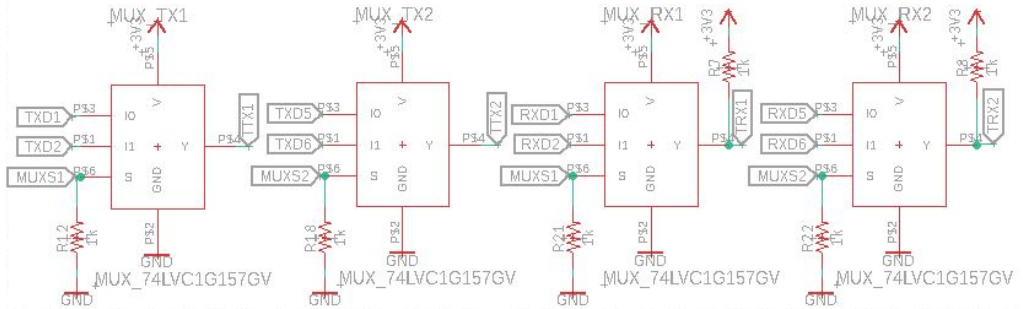 MUX_TX1
+3V3
P$5
TXD1
P$3
I0
V
TXD2
P$1
I1
Y
P$4
TTX1
MUXS1
P$6
S
GND
R12
1k
P$2
GND
GND
MUX_74LVC1G157GV
MUX_TX2
+3V3
P$5
TXD5
P$3
I0
V
TXD6
P$1
I1
Y
P$4
TTX2
MUXS2
P$6
S
GND
R18
1k
P$2
GND
GND
MUX_74LVC1G157GV
MUX_RX1
+3V3
P$5
+3V3
R7
1k
RXD1
P$3
I0
V
RXD2
P$1
I1
Y
P$4
TRX1
MUXS1
P$6
S
GND
R21
1k
P$2
GND
GND
MUX_74LVC1G157GV
MUX_RX2
+3V3
P$5
+3V3
R8
1k
RXD5
P$3
I0
V
RXD6
P$1
I1
Y
P$4
TRX2
MUXS2
P$6
S
GND
R22
1k
P$2
GND
GND
MUX_74LVC1G157GV